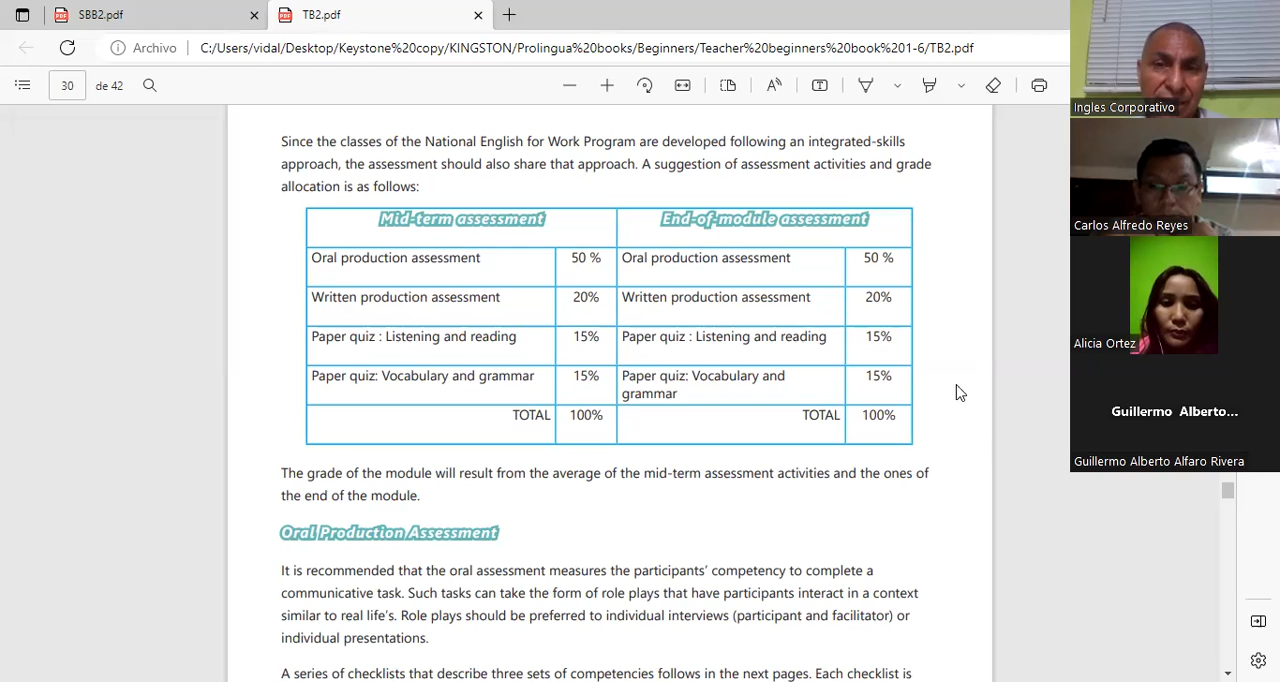 SBB2.pdf
TB2.pdf
Archivo
C:/Users/vidal/Desktop/Keystone%20copy/KINGSTON/Prolingua%20books/Beginners/Teacher%20beginners%20book%201-6/TB2.pdf
30 de 42
Since the classes of the National English for Work Program are developed following an integrated-skills
approach, the assessment should also share that approach. A suggestion of assessment activities and grade
allocation is as follows:
Mid-term assessment End-of-module assessment
Oral production assessment 50 % Oral production assessment 50 %
Written production assessment 20% Written production assessment 20%
Paper quiz : Listening and reading 15% Paper quiz : Listening and reading 15%
Paper quiz: Vocabulary and grammar 15% Paper quiz: Vocabulary and 15%
grammar
TOTAL 100% TOTAL 100%
The grade of the module will result from the average of the mid-term assessment activities and the ones of
the end of the module.
Oral Production Assessment
It is recommended that the oral assessment measures the participants' competency to complete a
communicative task. Such tasks can take the form of role plays that have participants interact in a context
similar to real life's. Role plays should be preferred to individual interviews (participant and facilitator) or
individual presentations.
A series of checklists that describe three sets of competencies follows in the next pages. Each checklist is
Ingles Corporativo
Carlos Alfredo Reyes
Alicia Ortez
Guillermo Alberto...
Guillermo Alberto Alfaro Rivera